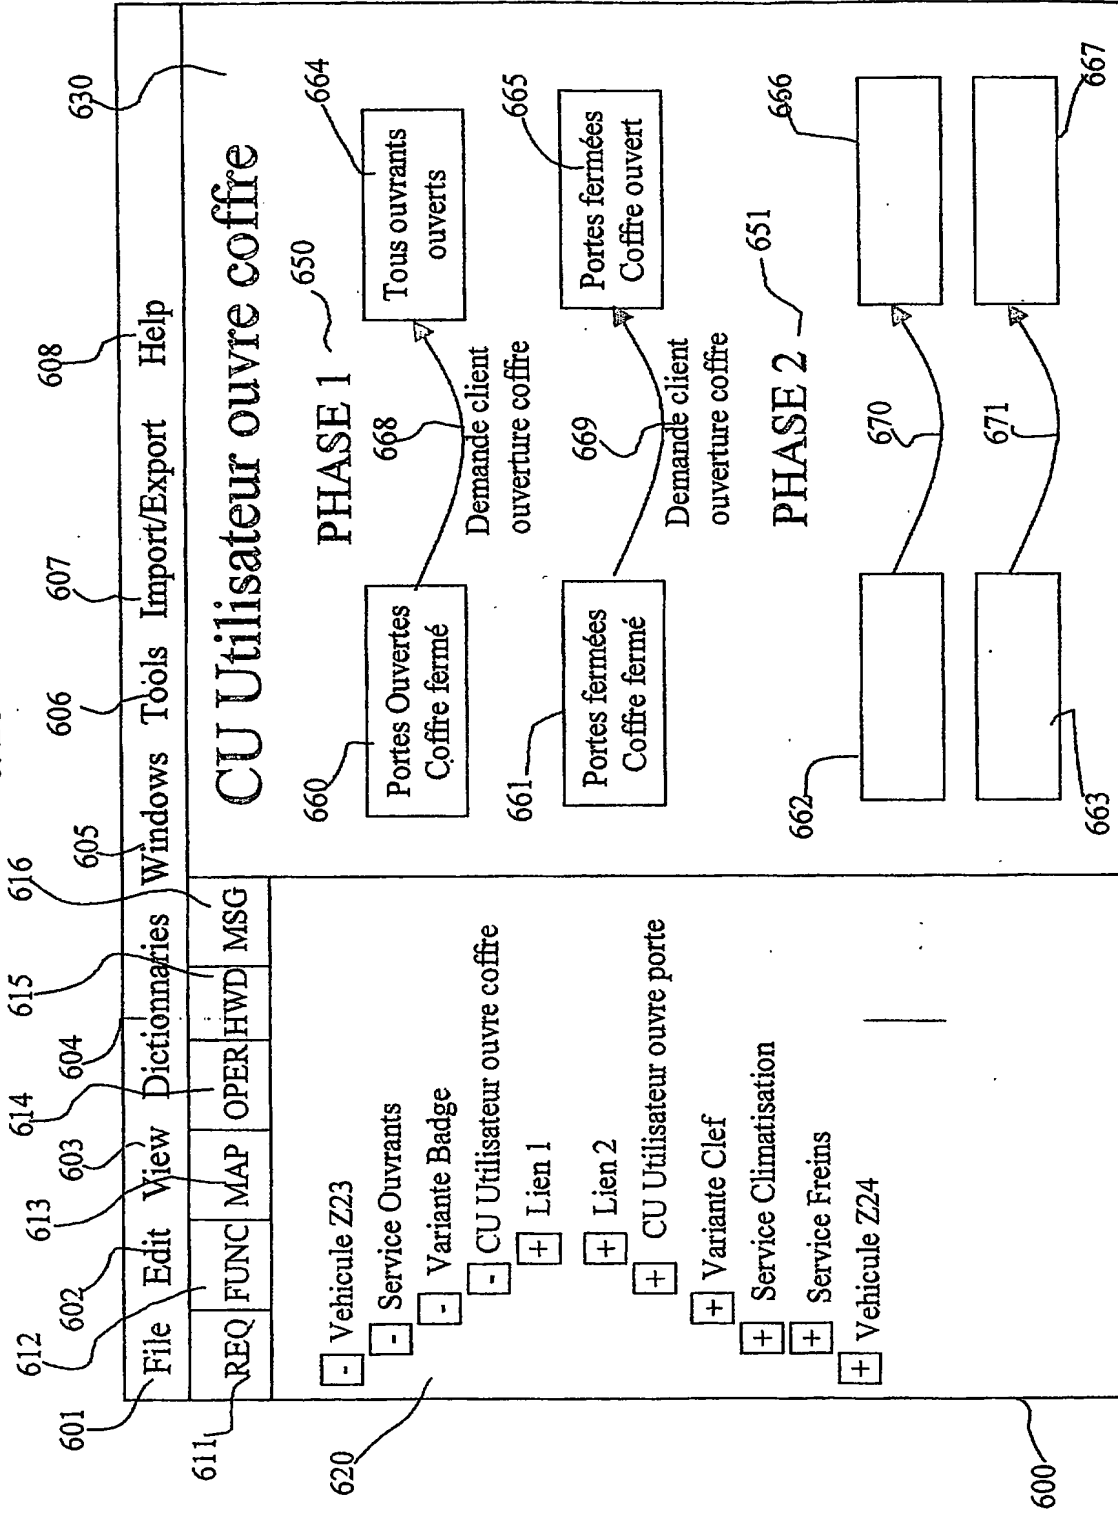 630
608
607
606
605
616
615
604
614
603
613
602
612
601
File Edit View Dictionnaries Windows Tools Import/Export Help
611
REQ FUNC MAP OPER HWD MSG
620
- Vehicule Z23
- Service Ouvrants
- Variante Badge
- CU Utilisateur ouvre coffre
+ Lien 1
+ Lien 2
+ CU Utilisateur ouvre porte
+ Variante Clef
+ Service Climatisation
+ Service Freins
+ Vehicule Z24
600
CU Utilisateur ouvre coffre
PHASE 1
650
660
Portes Ouvertes
Coffre fermé
668
Demande client
ouverture coffre
664
Tous ouvrants
ouverts
661
Portes fermées
Coffre fermé
669
Demande client
ouverture coffre
665
Portes fermées
Coffre ouvert
PHASE 2
651
662
670
666
663
671
667